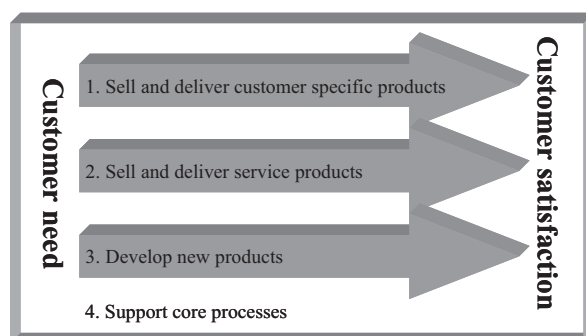 Customer need
1. Sell and deliver customer specific products
2. Sell and deliver service products
3. Develop new products
4. Support core processes
Customer satisfaction